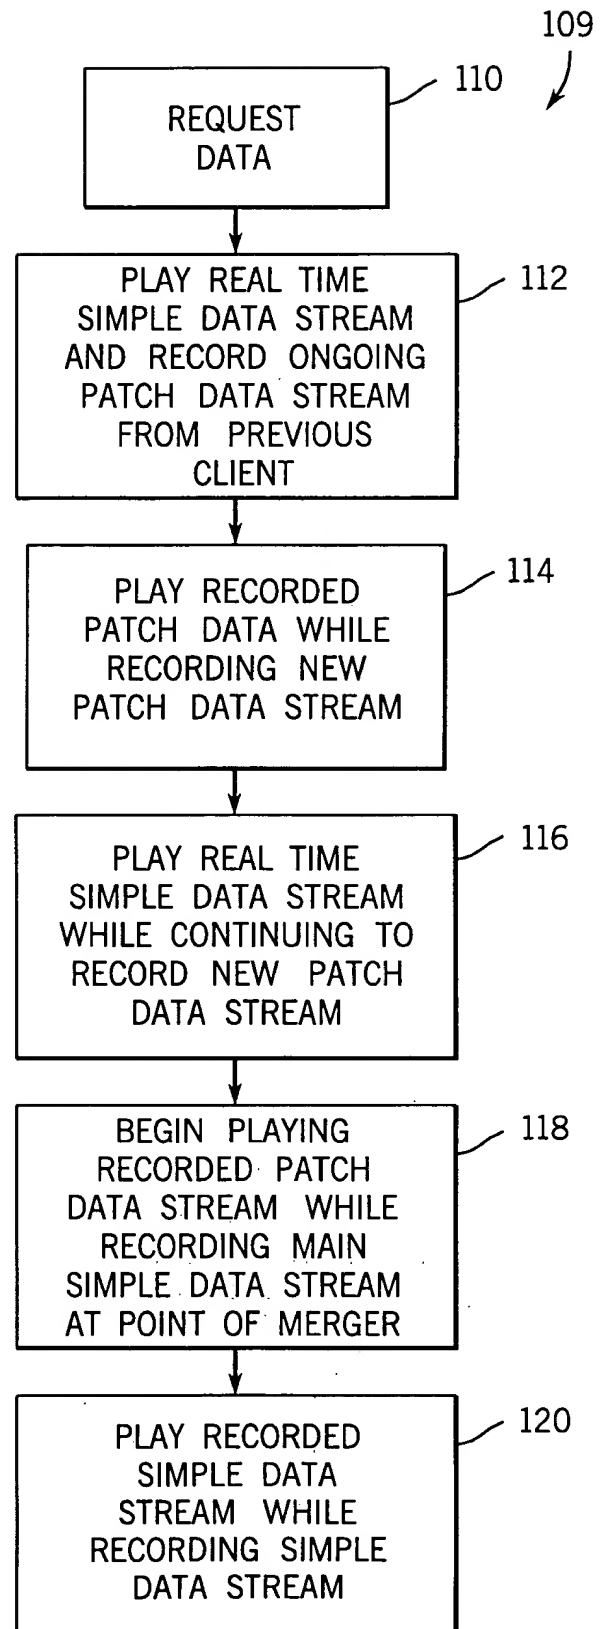 109
110
REQUEST
DATA
112
PLAY REAL TIME
SIMPLE DATA STREAM
AND RECORD ONGOING
PATCH DATA STREAM
FROM PREVIOUS
CLIENT
114
PLAY RECORDED
PATCH DATA WHILE
RECORDING NEW
PATCH DATA STREAM
116
PLAY REAL TIME
SIMPLE DATA STREAM
WHILE CONTINUING TO
RECORD NEW PATCH
DATA STREAM
118
BEGIN PLAYING
RECORDED PATCH
DATA STREAM WHILE
RECORDING MAIN
SIMPLE DATA STREAM
AT POINT OF MERGER
120
PLAY RECORDED
SIMPLE DATA
STREAM WHILE
RECORDING SIMPLE
DATA STREAM